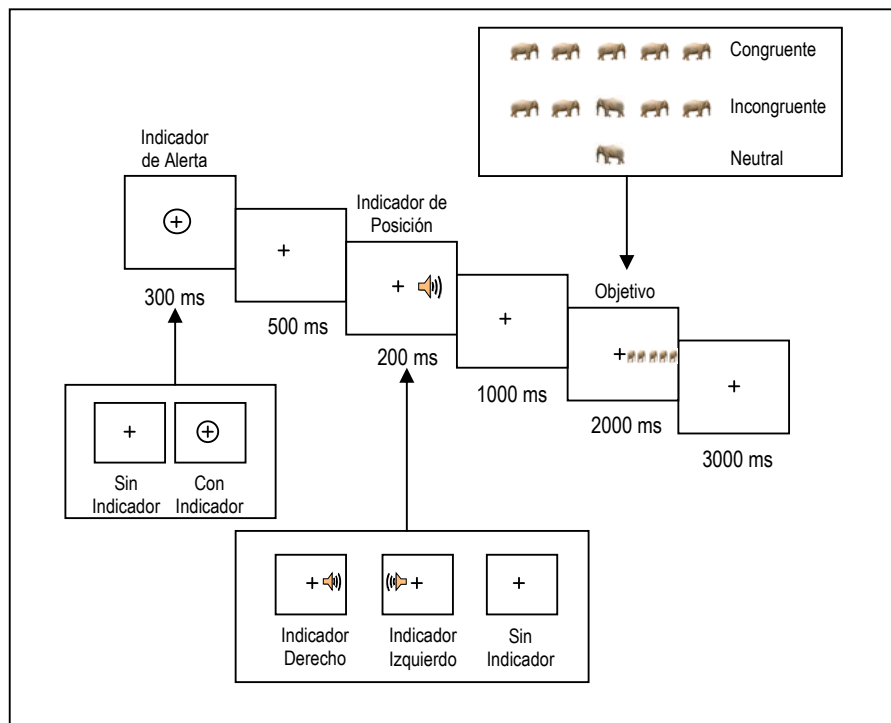 Congruente
Incongruente
Neutral
Indicador
de Alerta
Indicador de
Posición
Objetivo
300 ms
500 ms
200 ms
1000 ms
2000 ms
3000 ms
Sin
Indicador
Con
Indicador
Indicador
Derecho
Indicador
Izquierdo
Sin
Indicador